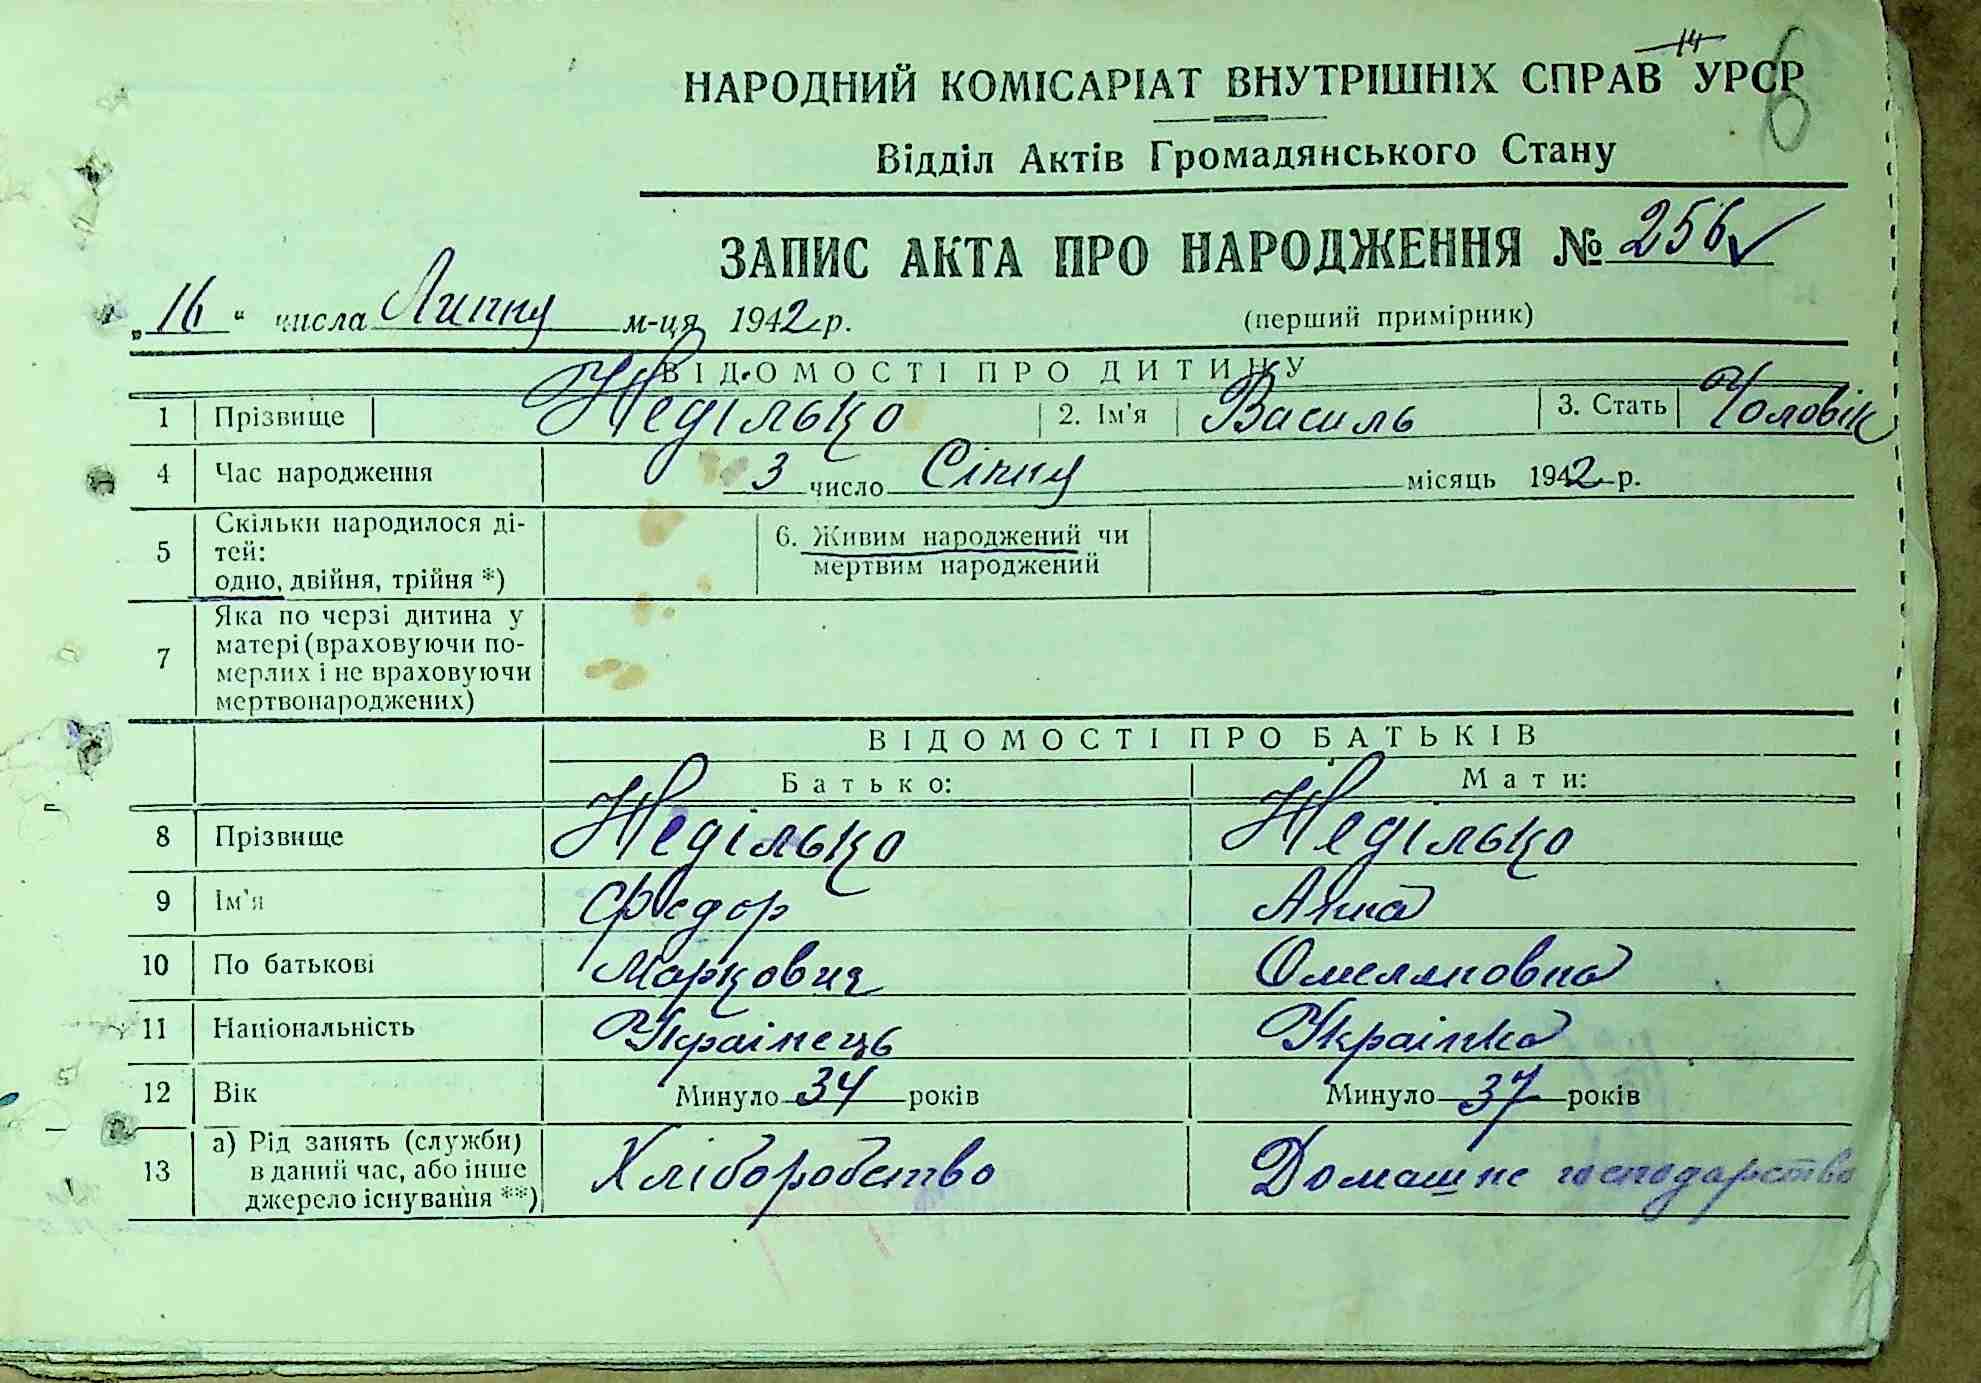 14
6
НАРОДНИЙ КОМІСАРІАТ ВНУТРІШНІХ СПРАВ УРСР
Відділ Актів Громадянського Стану
ЗАПИС АКТА ПРО НАРОДЖЕННЯ № 256
„16“ числа Липня м-ця 1942 р. (перший примірник)
ВІДОМОСТІ ПРО ДИТИНУ
1 Прізвище Неділько 2. Ім'я Василь 3. Стать Чоловік
4 Час народження 3 число Січня місяць 1942 р.
5 Скільки народилося ді-
тей:
одно, двійня, трійня *)
6. Живим народжений чи
мертвим народжений
7 Яка по черзі дитина у
матері (враховуючи по-
мерлих і не враховуючи
мертвонароджених)
ВІДОМОСТІ ПРО БАТЬКІВ
Батько: Мати:
8 Прізвище Неділько Неділько
9 Ім'я Федор Анна
10 По батькові Маркович Омеляновна
11 Національність Українець Українка
12 Вік Минуло 34 років Минуло 37 років
13 а) Рід занять (служби)
в даний час, або інше
джерело існування **)
Хліборобство Домашне господарство